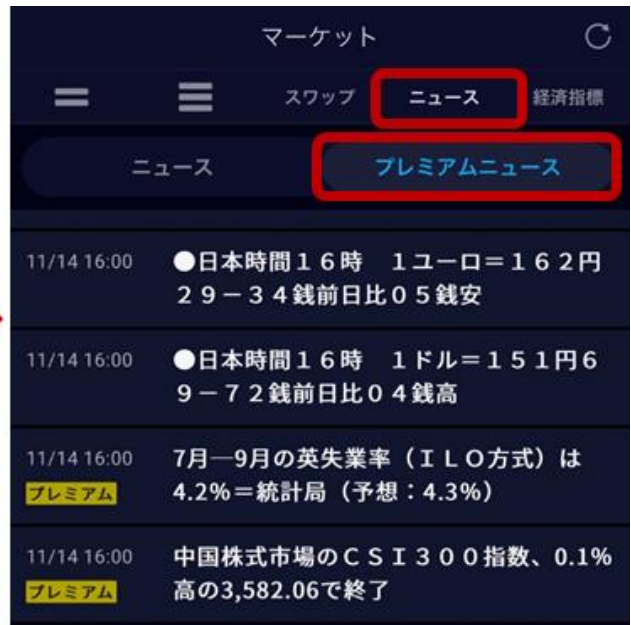 マーケット
スワップ ニュース 経済指標
ニュース プレミアムニュース
11/14 16:00 ●日本時間16時 1ユーロ=162円
29-34銭前日比05銭安
11/14 16:00 ●日本時間16時 1ドル=151円6
9-72銭前日比04銭高
11/14 16:00 7月―9月の英失業率(ILO方式)は
プレミアム 4.2%=統計局(予想:4.3%)
11/14 16:00 中国株式市場のCSI300指数、0.1%
プレミアム 高の3,582.06で終了